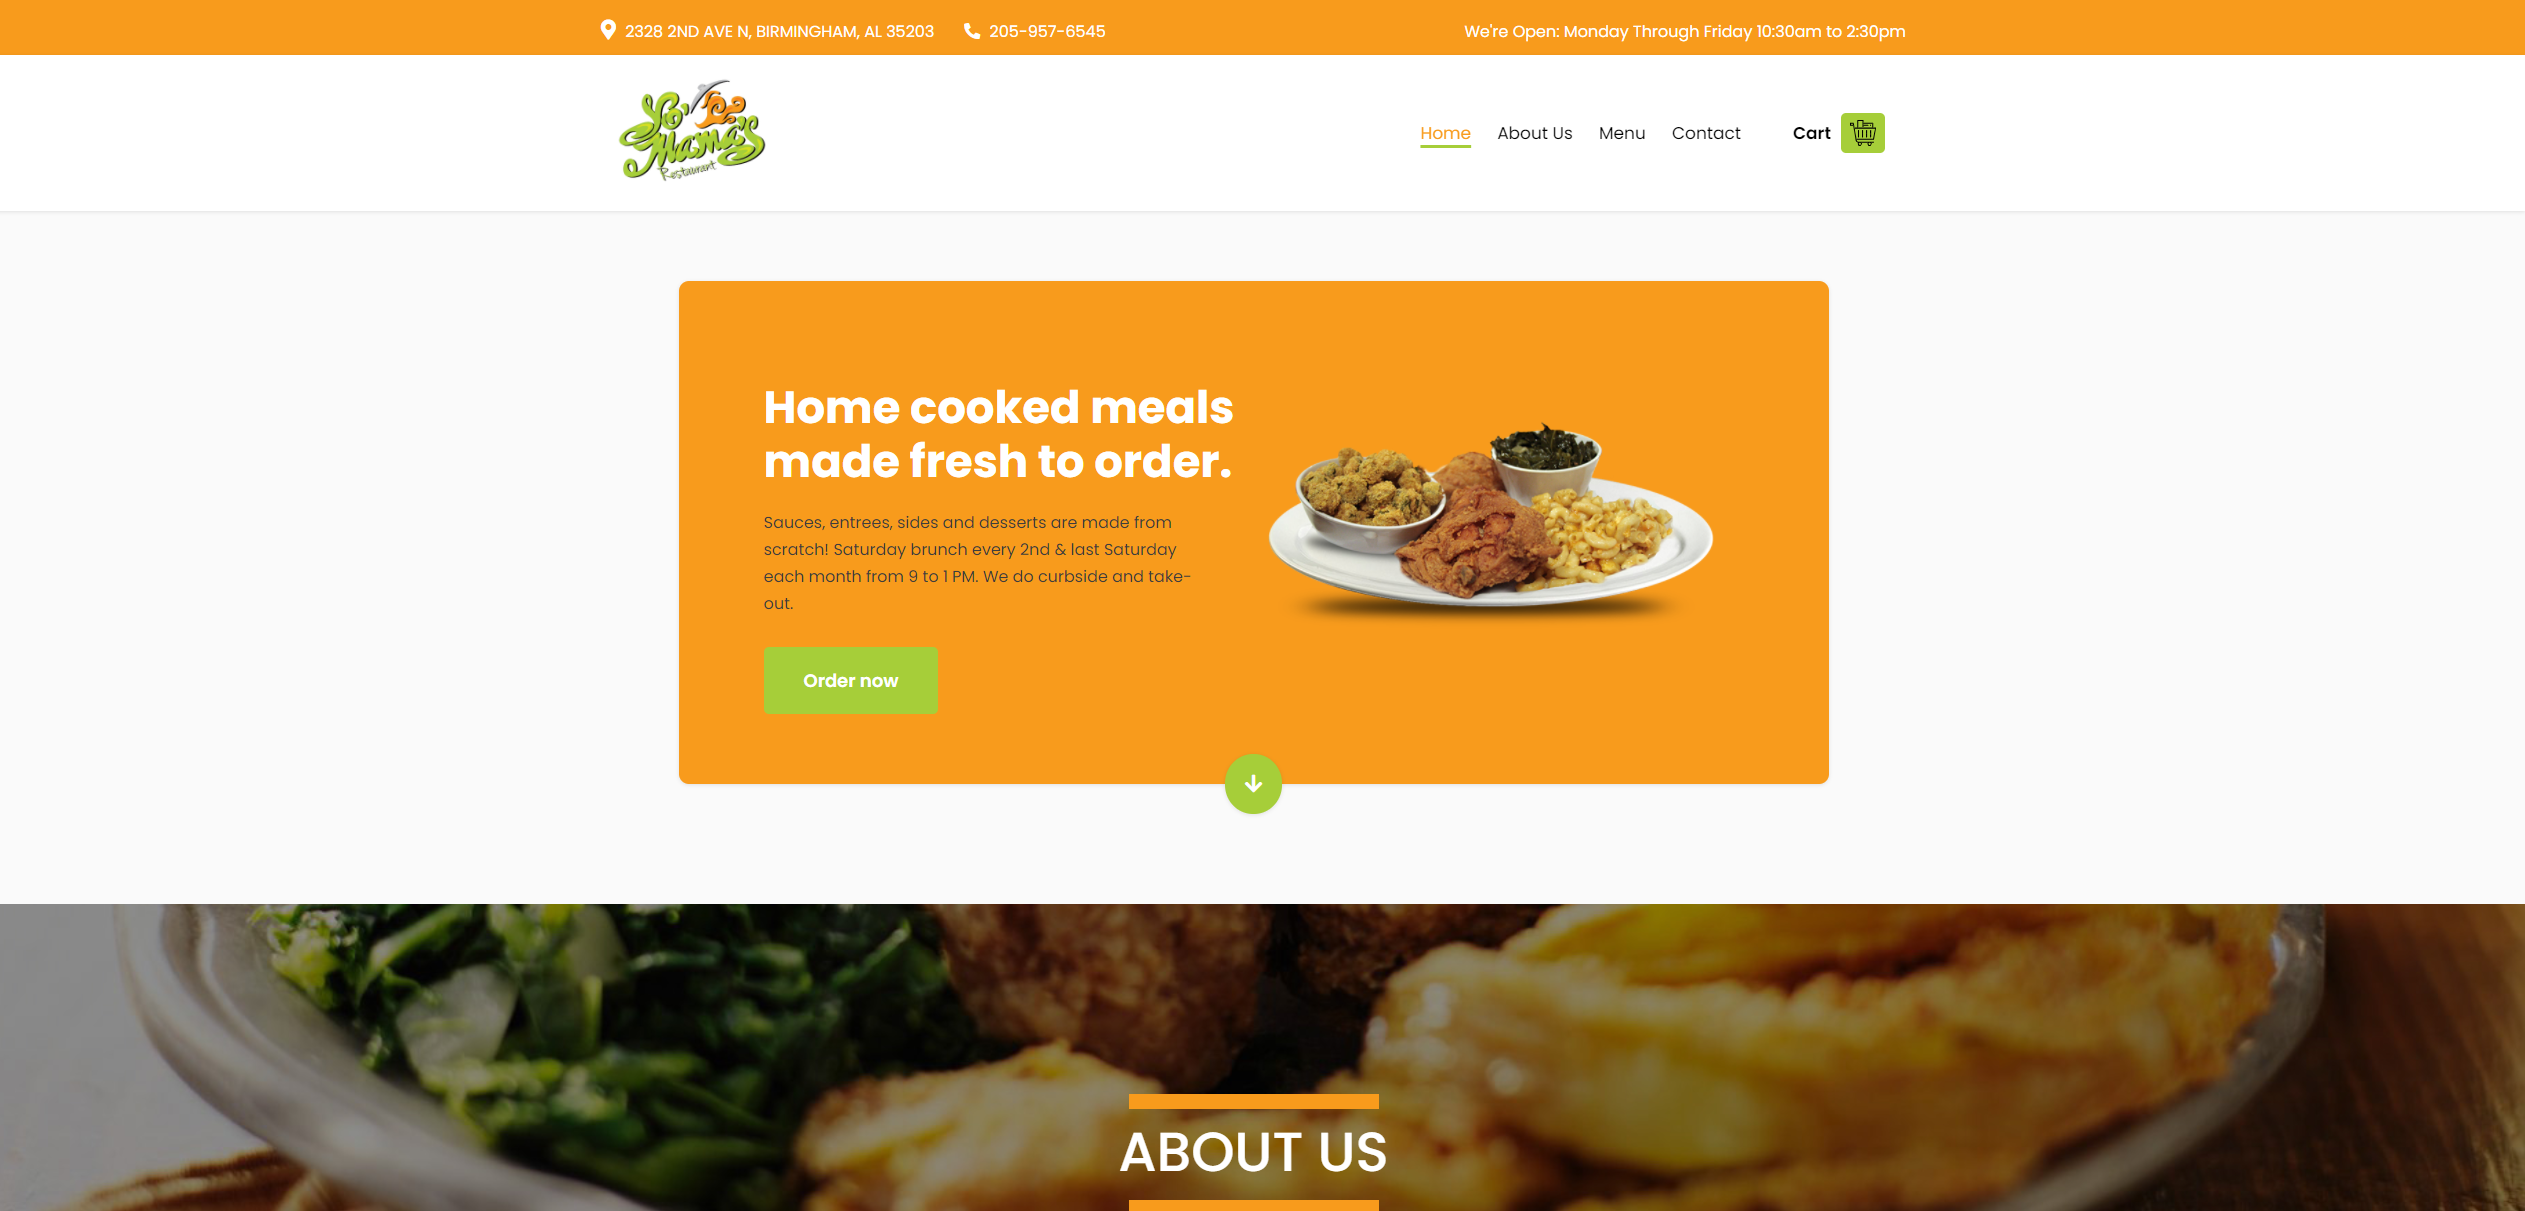 2328 2ND AVE N, BIRMINGHAM, AL 35203
205-957-6545
We're Open: Monday Through Friday 10:30am to 2:30pm
Yo' Mama's
Restaurant
Home
About Us
Menu
Contact
Cart
Home cooked meals
made fresh to order.
Sauces, entrees, sides and desserts are made from
scratch! Saturday brunch every 2nd & last Saturday
each month from 9 to 1 PM. We do curbside and take-
out.
Order now
ABOUT US